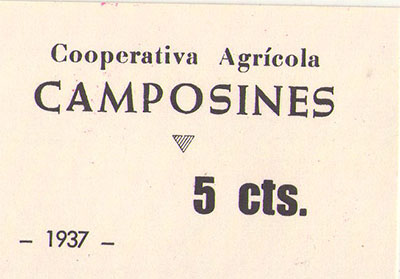 Cooperativa Agrícola
CAMPOSINES
5 cts.
- 1937 -